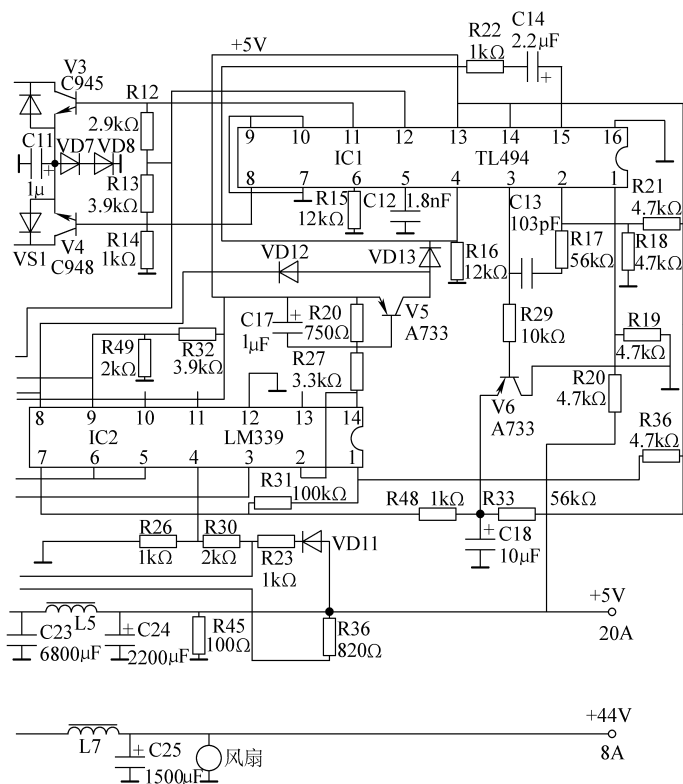 C14
R22
2.2μF
1kΩ
+
+5V
V3
C945
R12
11
12
13
14
15
16
9
10
2.9kΩ
IC1
TL494
C11
VD7
VD8
+
1μ
8
7
6
5
4
3
2
1
R13
3.9kΩ
R15
12kΩ
C12
1.8nF
C13
103pF
R21
4.7kΩ
V4
C948
VS1
R14
1kΩ
VD12
VD13
R16
12kΩ
R17
56kΩ
R18
4.7kΩ
C17
1μF
+
R20
750Ω
V5
A733
R29
10kΩ
R49
2kΩ
R32
3.9kΩ
R27
3.3kΩ
R19
4.7kΩ
R20
4.7kΩ
V6
A733
R36
4.7kΩ
8
9
10
11
12
13
14
IC2
LM339
7
6
5
4
3
2
1
R31
100kΩ
R48
1kΩ
R33
56kΩ
R26
1kΩ
R30
2kΩ
R23
1kΩ
VD11
+
C18
10μF
+5V
20A
L5
C23
6800μF
+
C24
2200μF
R45
100Ω
R36
820Ω
+44V
8A
L7
+
C25
1500μF
风扇